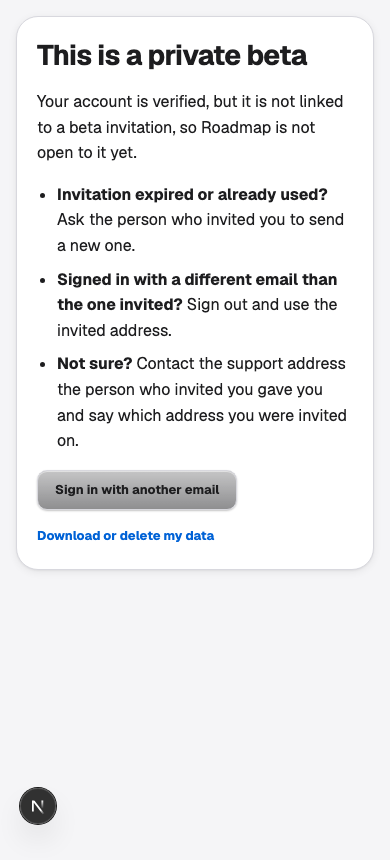 This is a private beta
Your account is verified, but it is not linked
to a beta invitation, so Roadmap is not
open to it yet.
• Invitation expired or already used?
Ask the person who invited you to send
a new one.
• Signed in with a different email than
the one invited? Sign out and use the
invited address.
• Not sure? Contact the support address
the person who invited you gave you
and say which address you were invited
on.
Sign in with another email
Download or delete my data
N